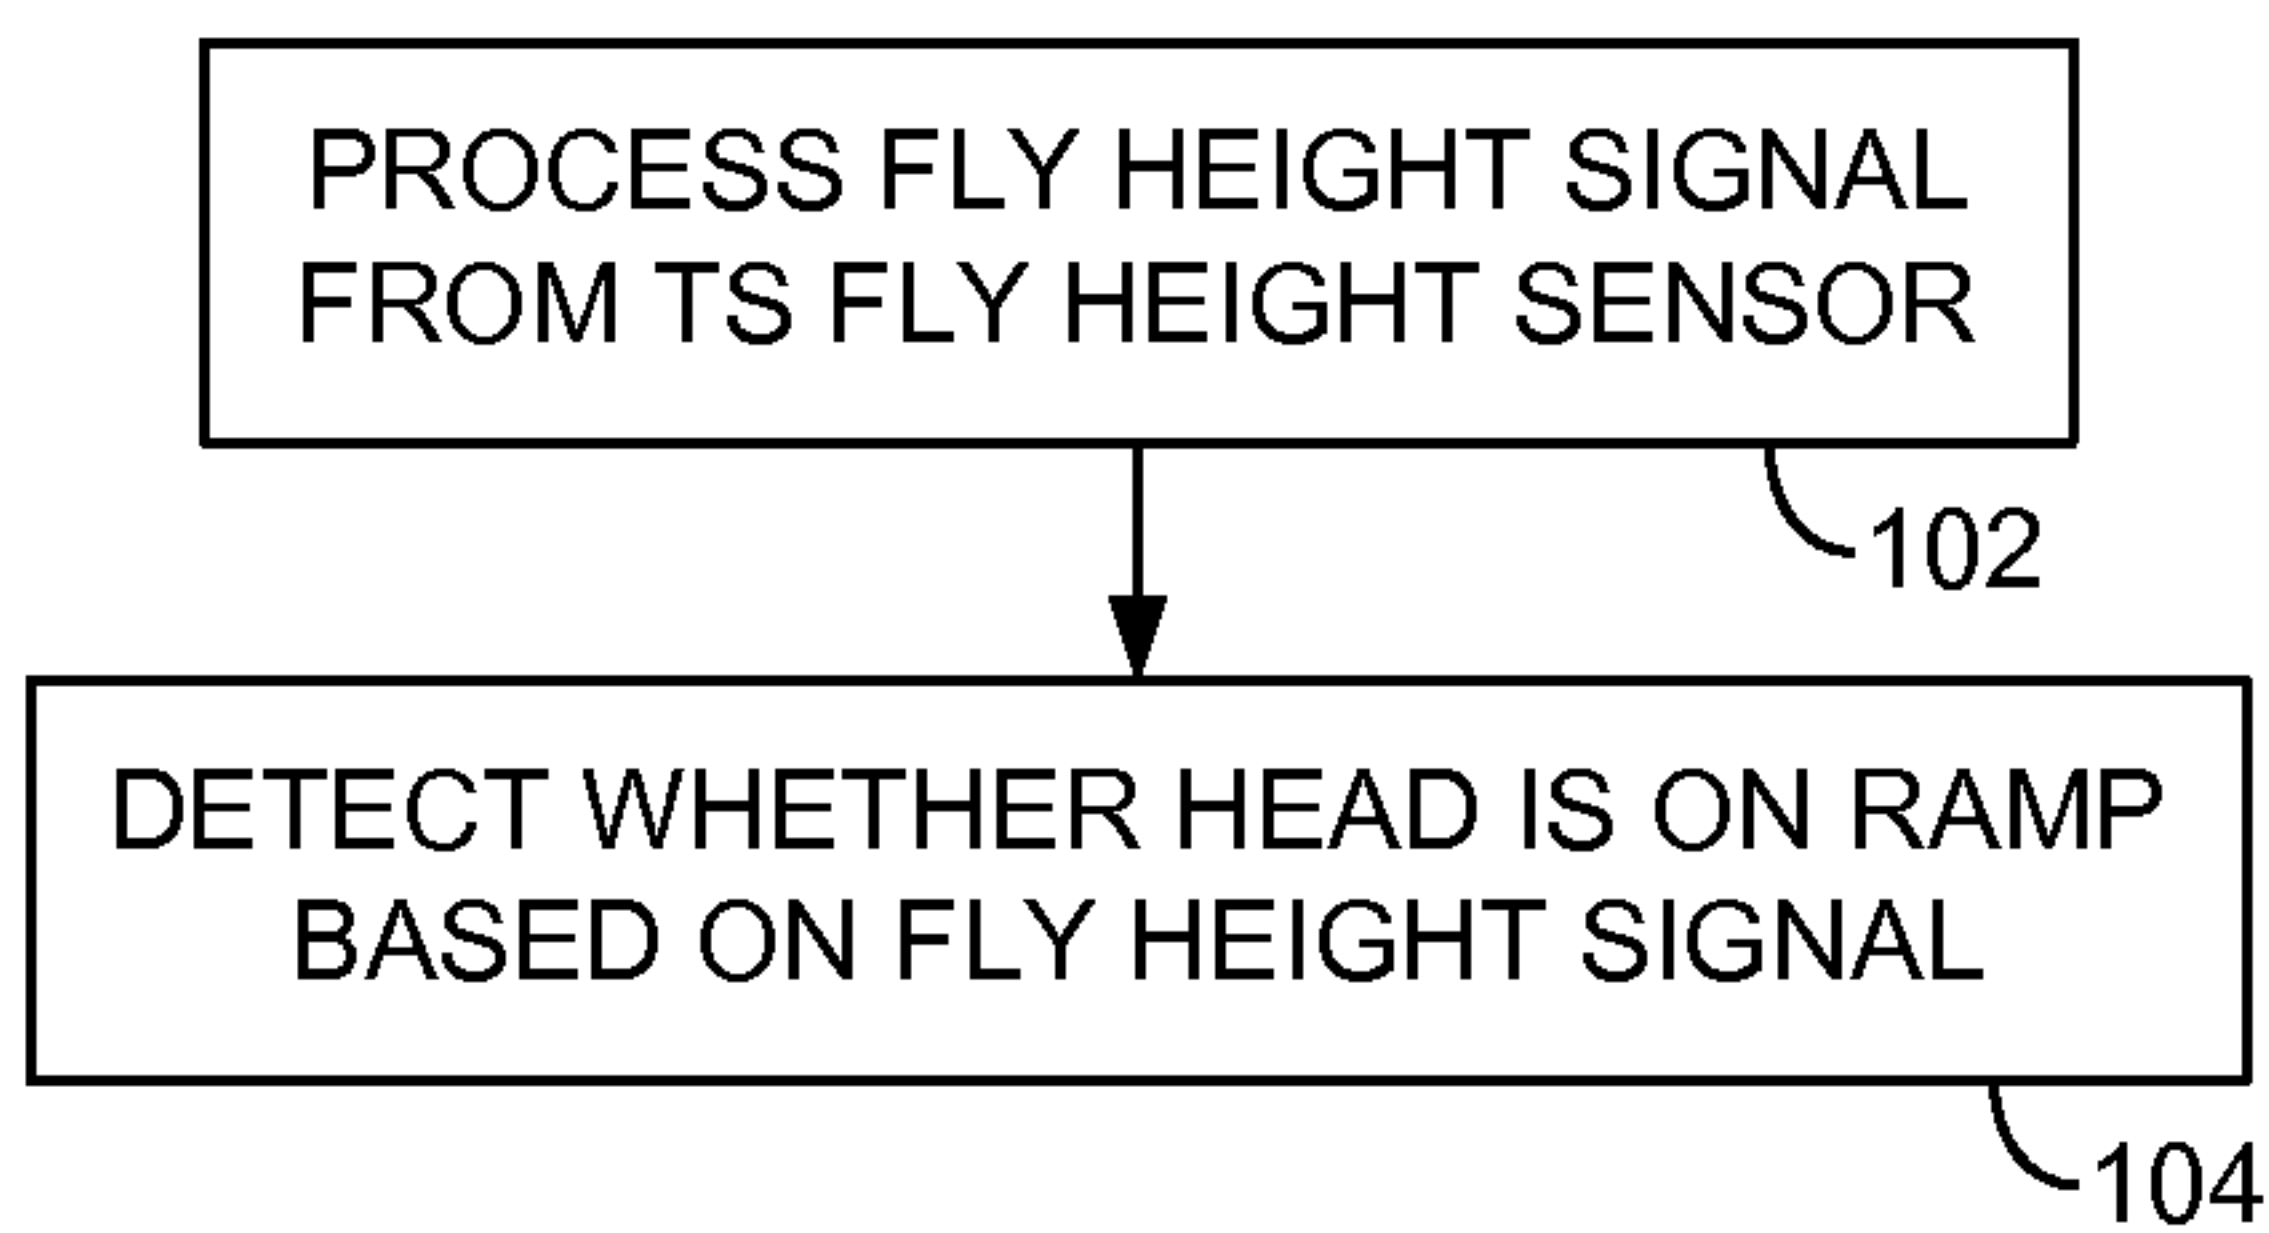 PROCESS FLY HEIGHT SIGNAL
FROM TS FLY HEIGHT SENSOR
102
DETECT WHETHER HEAD IS ON RAMP
BASED ON FLY HEIGHT SIGNAL
104